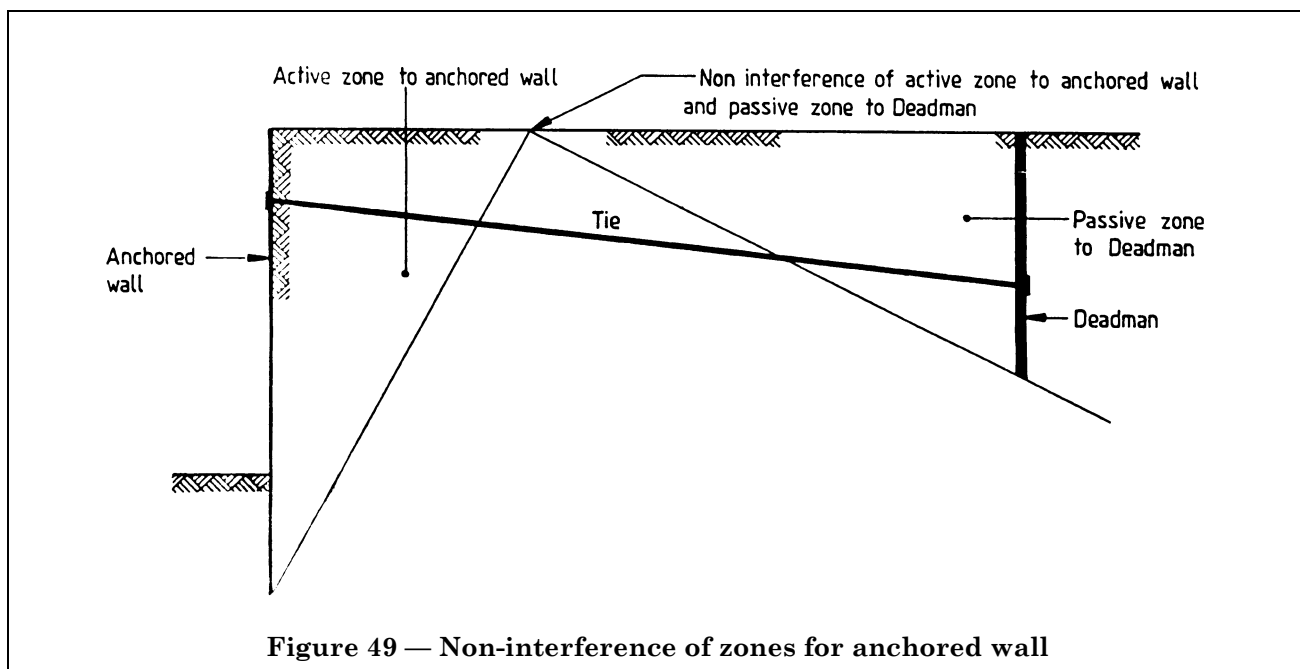 Active zone to anchored wall
Non interference of active zone to anchored wall
and passive zone to Deadman
Tie
Anchored
wall
Passive zone
to Deadman
Deadman
Figure 49 — Non-interference of zones for anchored wall